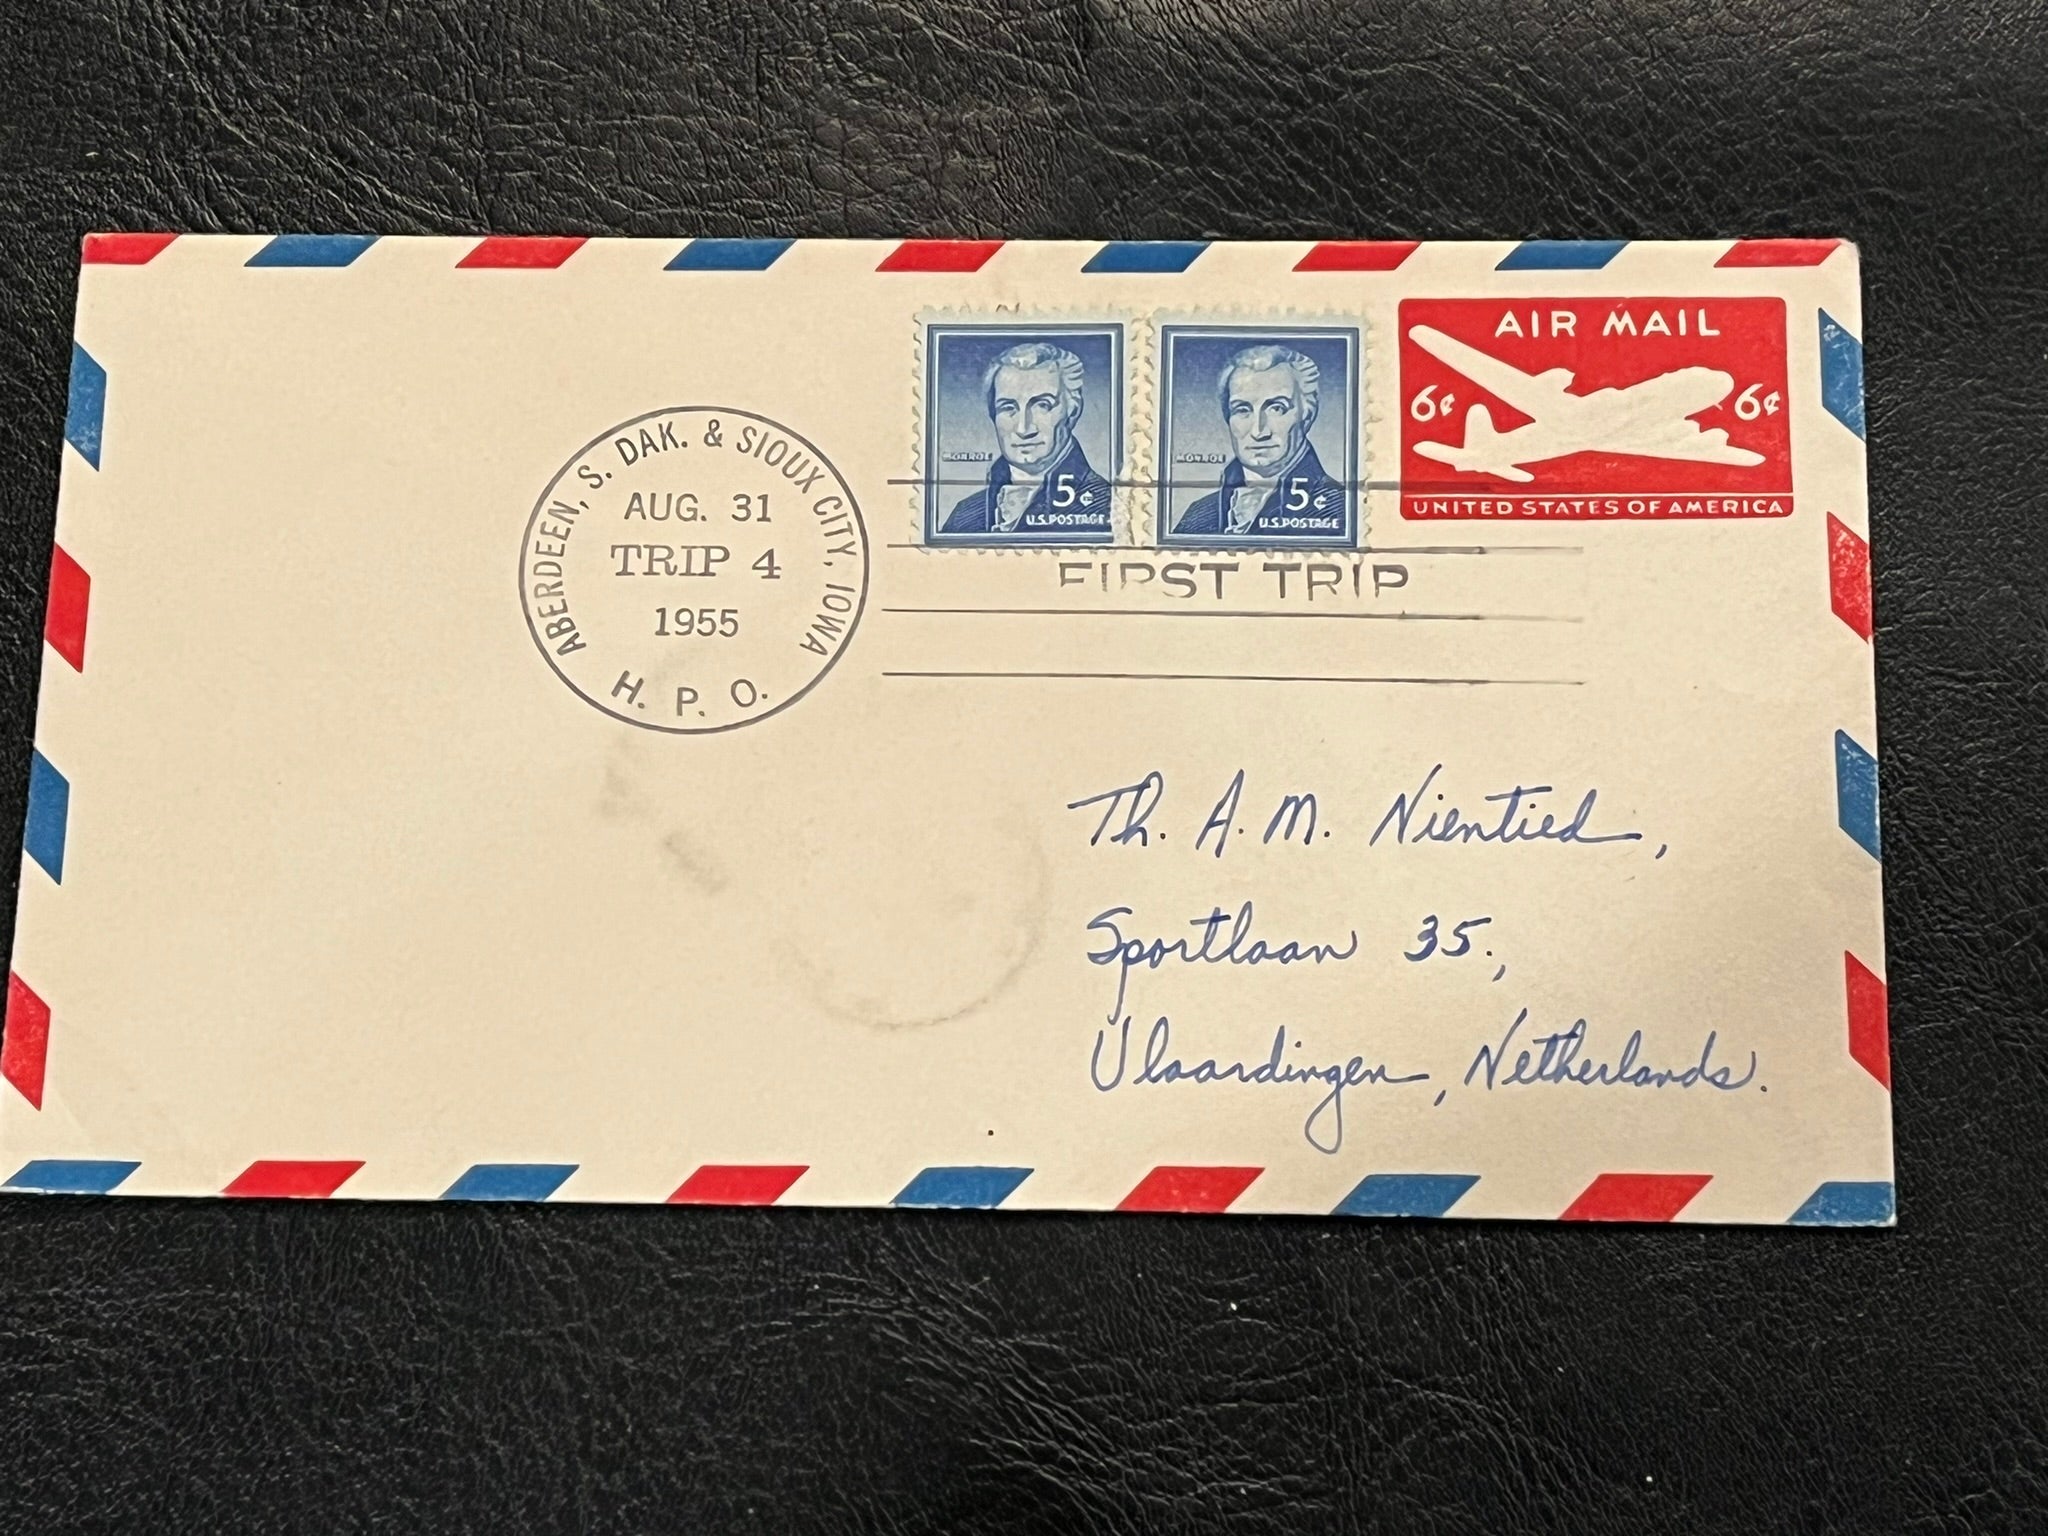 AIR MAIL
6¢ 6¢
UNITED STATES OF AMERICA
MONROE
5¢
U.S. POSTAGE
MONROE
5¢
U.S. POSTAGE
ABERDEEN, S. DAK. & SIOUX CITY, IOWA
AUG. 31
TRIP 4
1955
H. P. O.
FIRST TRIP
Th. A. M. Nientied,
Sportlaan 35.,
Vlaardingen, Netherlands.